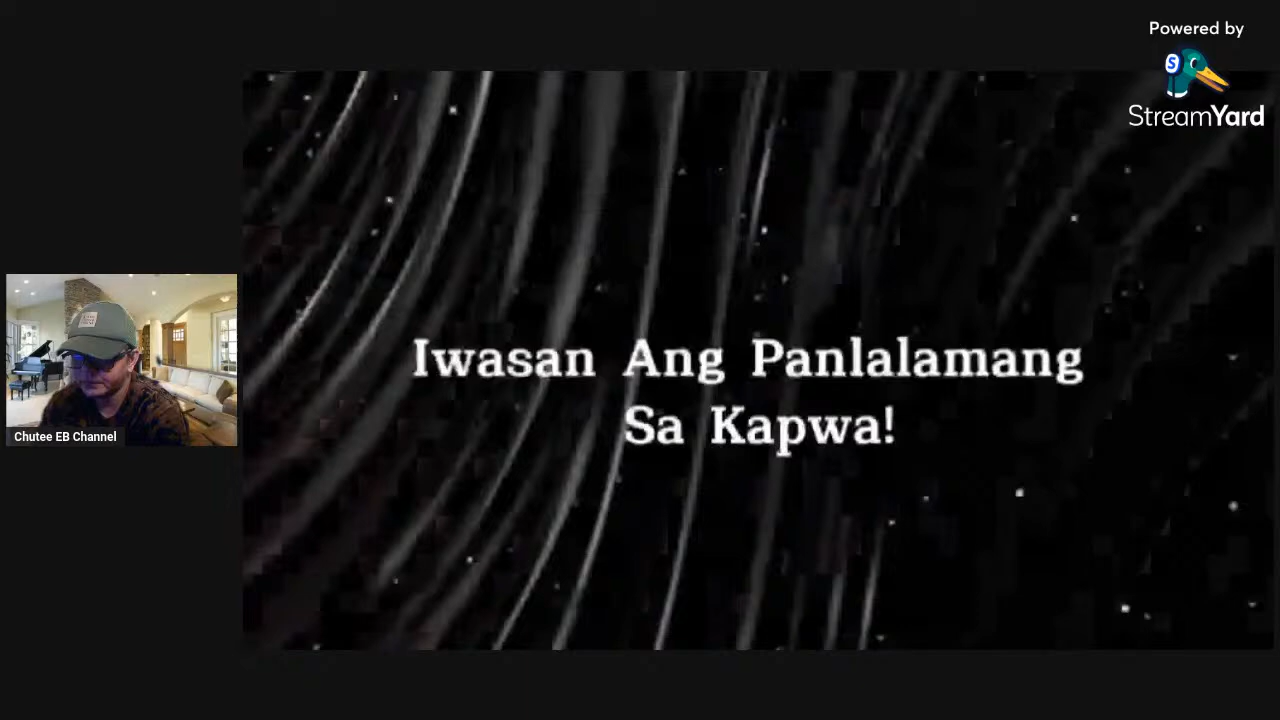 Powered by
StreamYard
Iwasan Ang Panlalamang
Sa Kapwa!
Chutee EB Channel